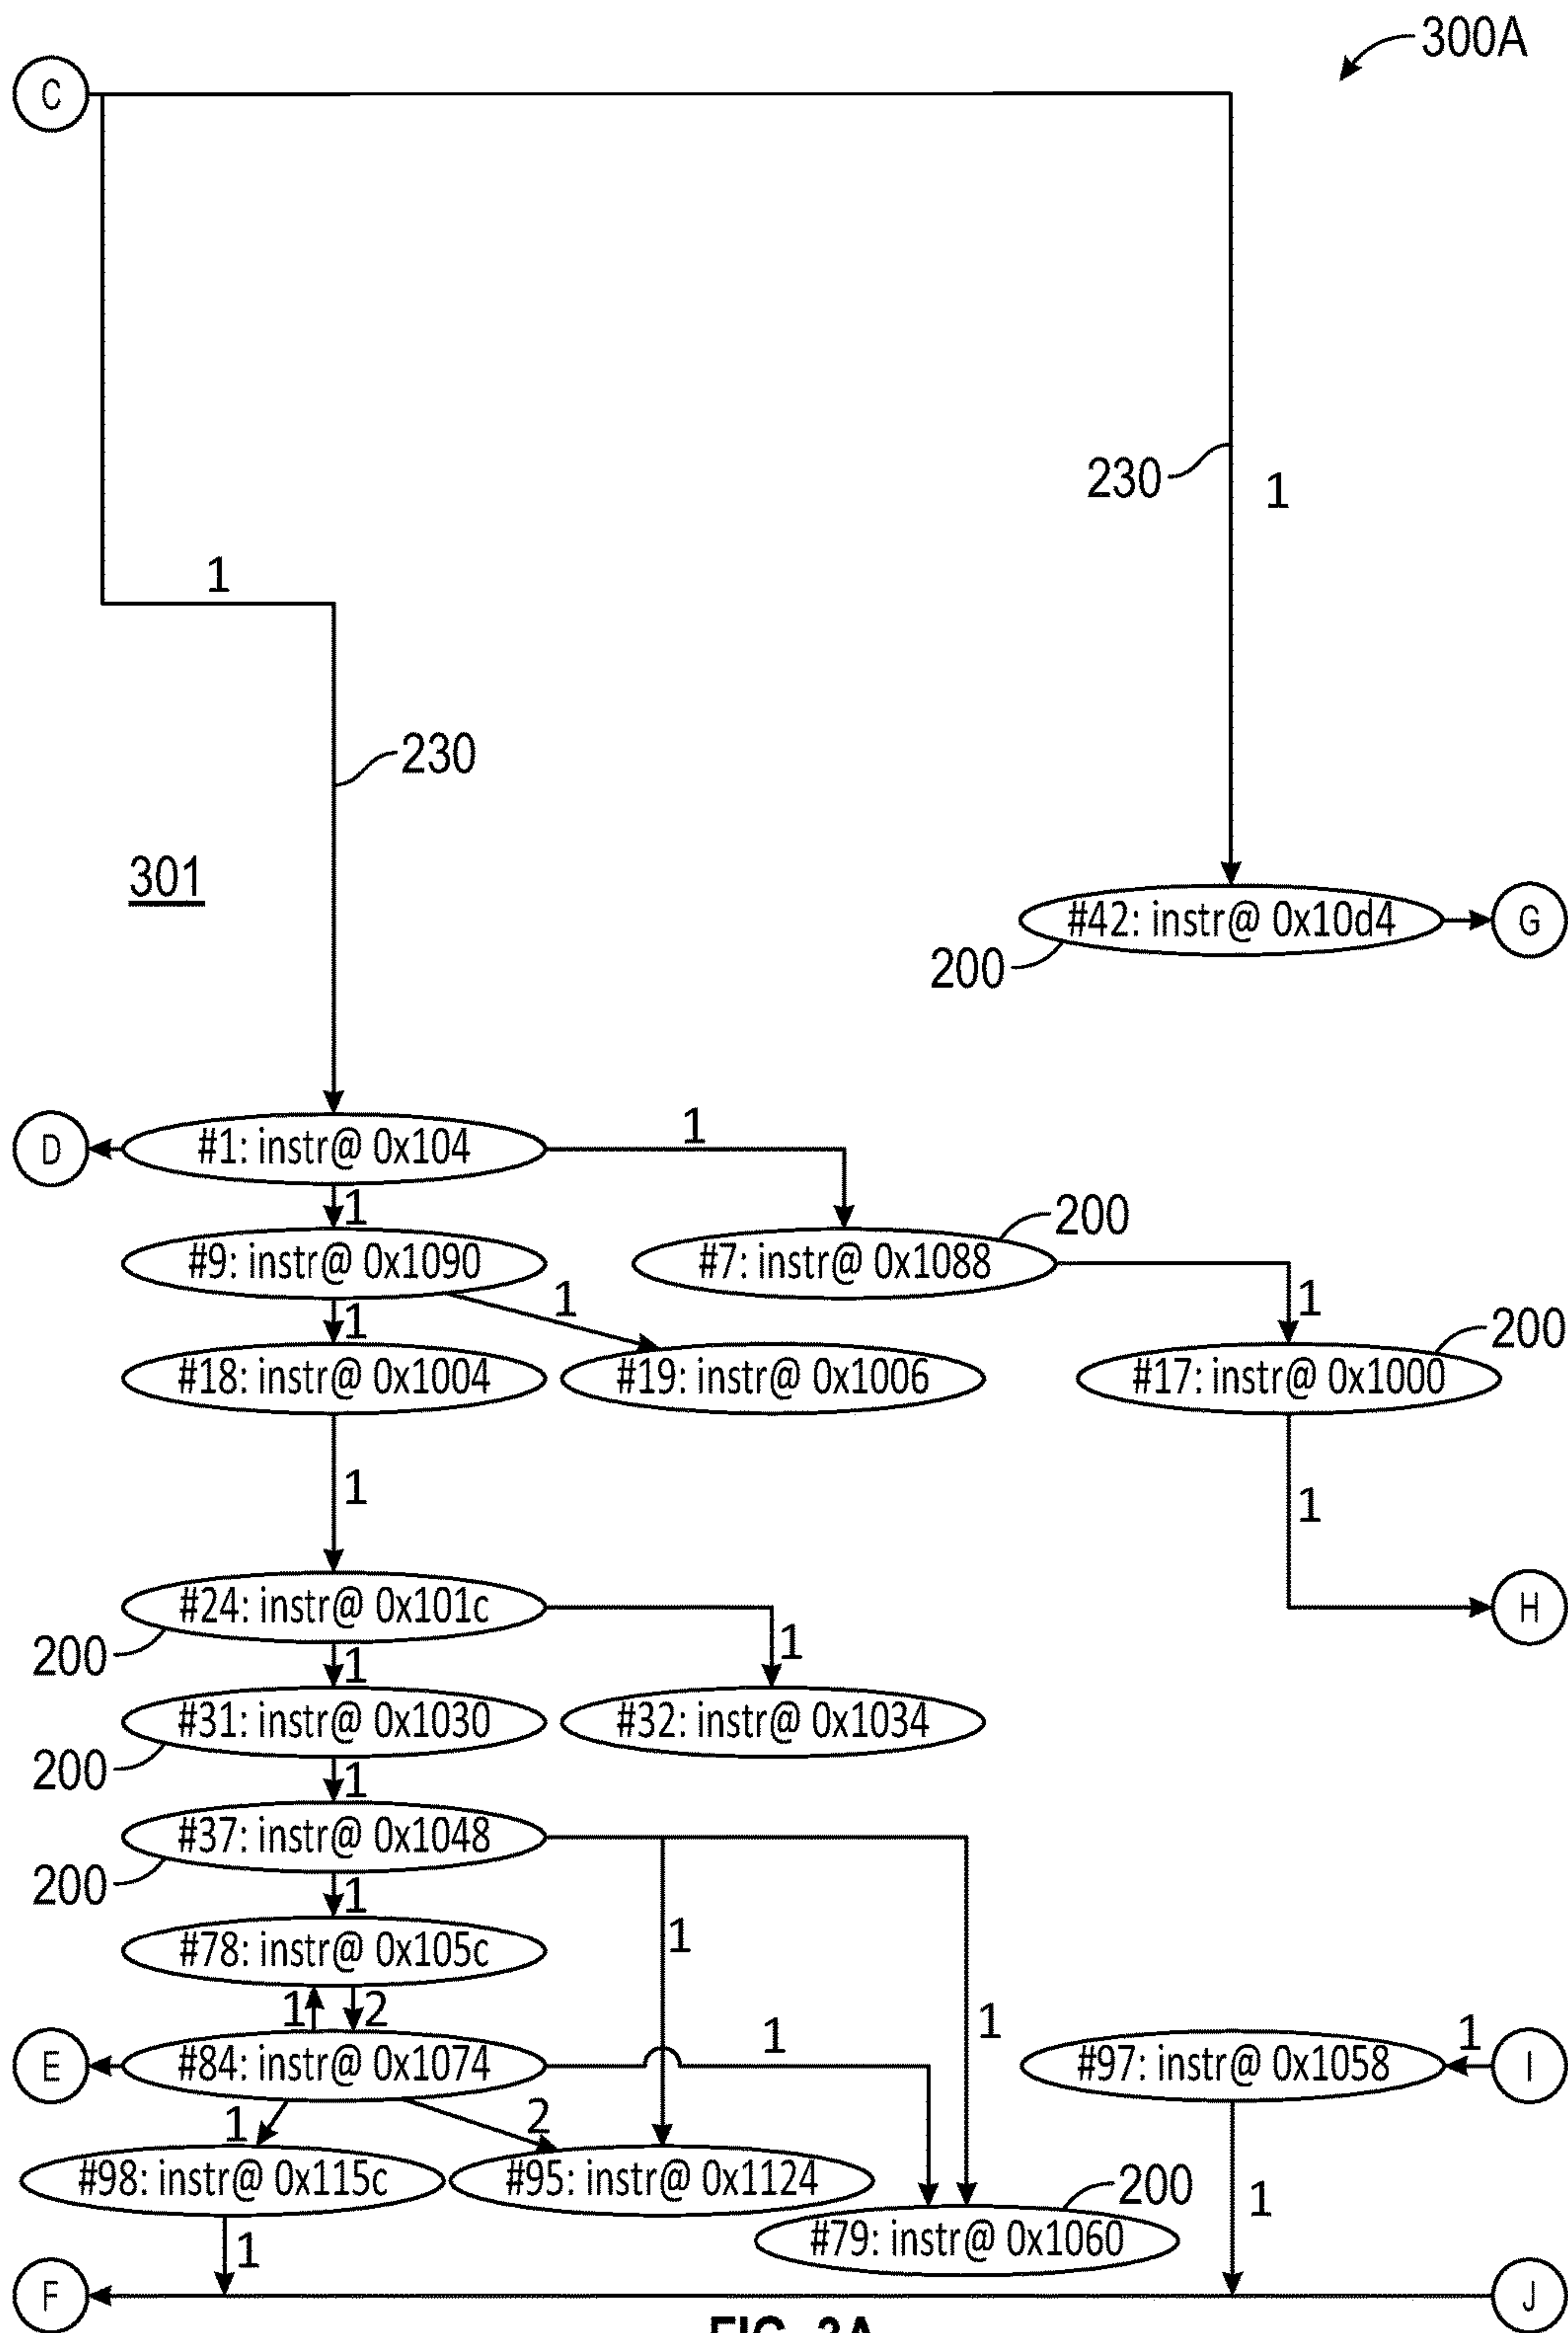 300A
C
230
1
1
230
301
#42: instr@ 0x10d4
G
200
D
#1: instr@ 0x104
1
1
200
#9: instr@ 0x1090
#7: instr@ 0x1088
1
1
1
200
#18: instr@ 0x1004
#19: instr@ 0x1006
#17: instr@ 0x1000
1
1
#24: instr@ 0x101c
H
200
1
1
#31: instr@ 0x1030
#32: instr@ 0x1034
200
1
#37: instr@ 0x1048
200
1
1
#78: instr@ 0x105c
1
2
1
1
1
E
#84: instr@ 0x1074
#97: instr@ 0x1058
I
1
2
#98: instr@ 0x115c
#95: instr@ 0x1124
200
1
#79: instr@ 0x1060
1
F
J
FIG. 3A